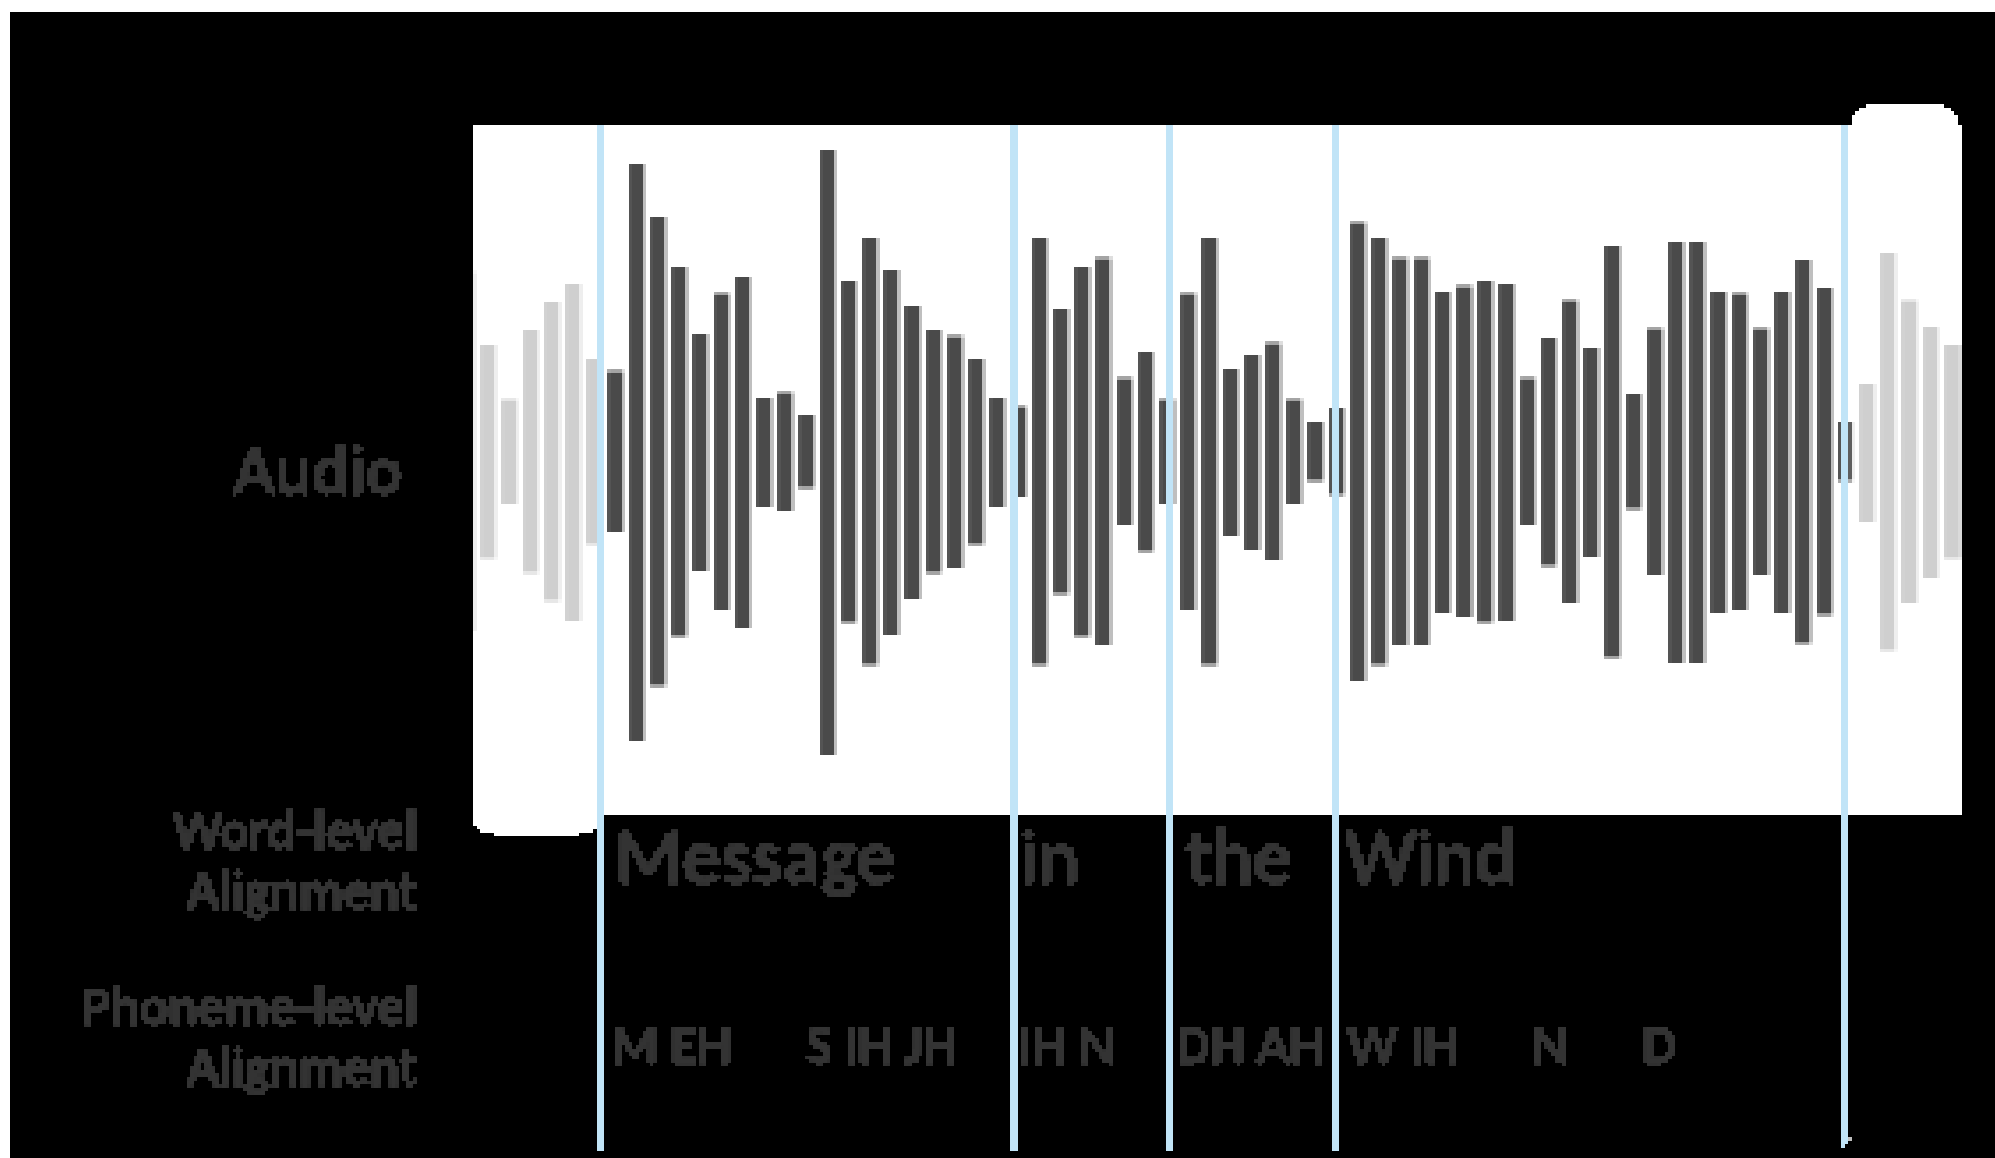 Audio
Word-level
Alignment
Message in the Wind
Phoneme-level
Alignment
M EH S IH JH IH N DH AH W IH N D